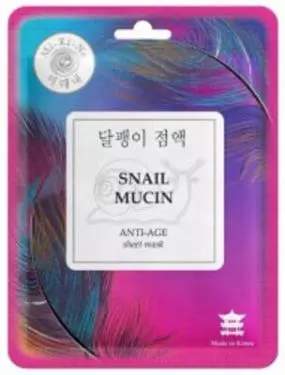 달팽이 점액
SNAIL
MUCIN
ANTI-AGE
sheet mask
Made in Korea